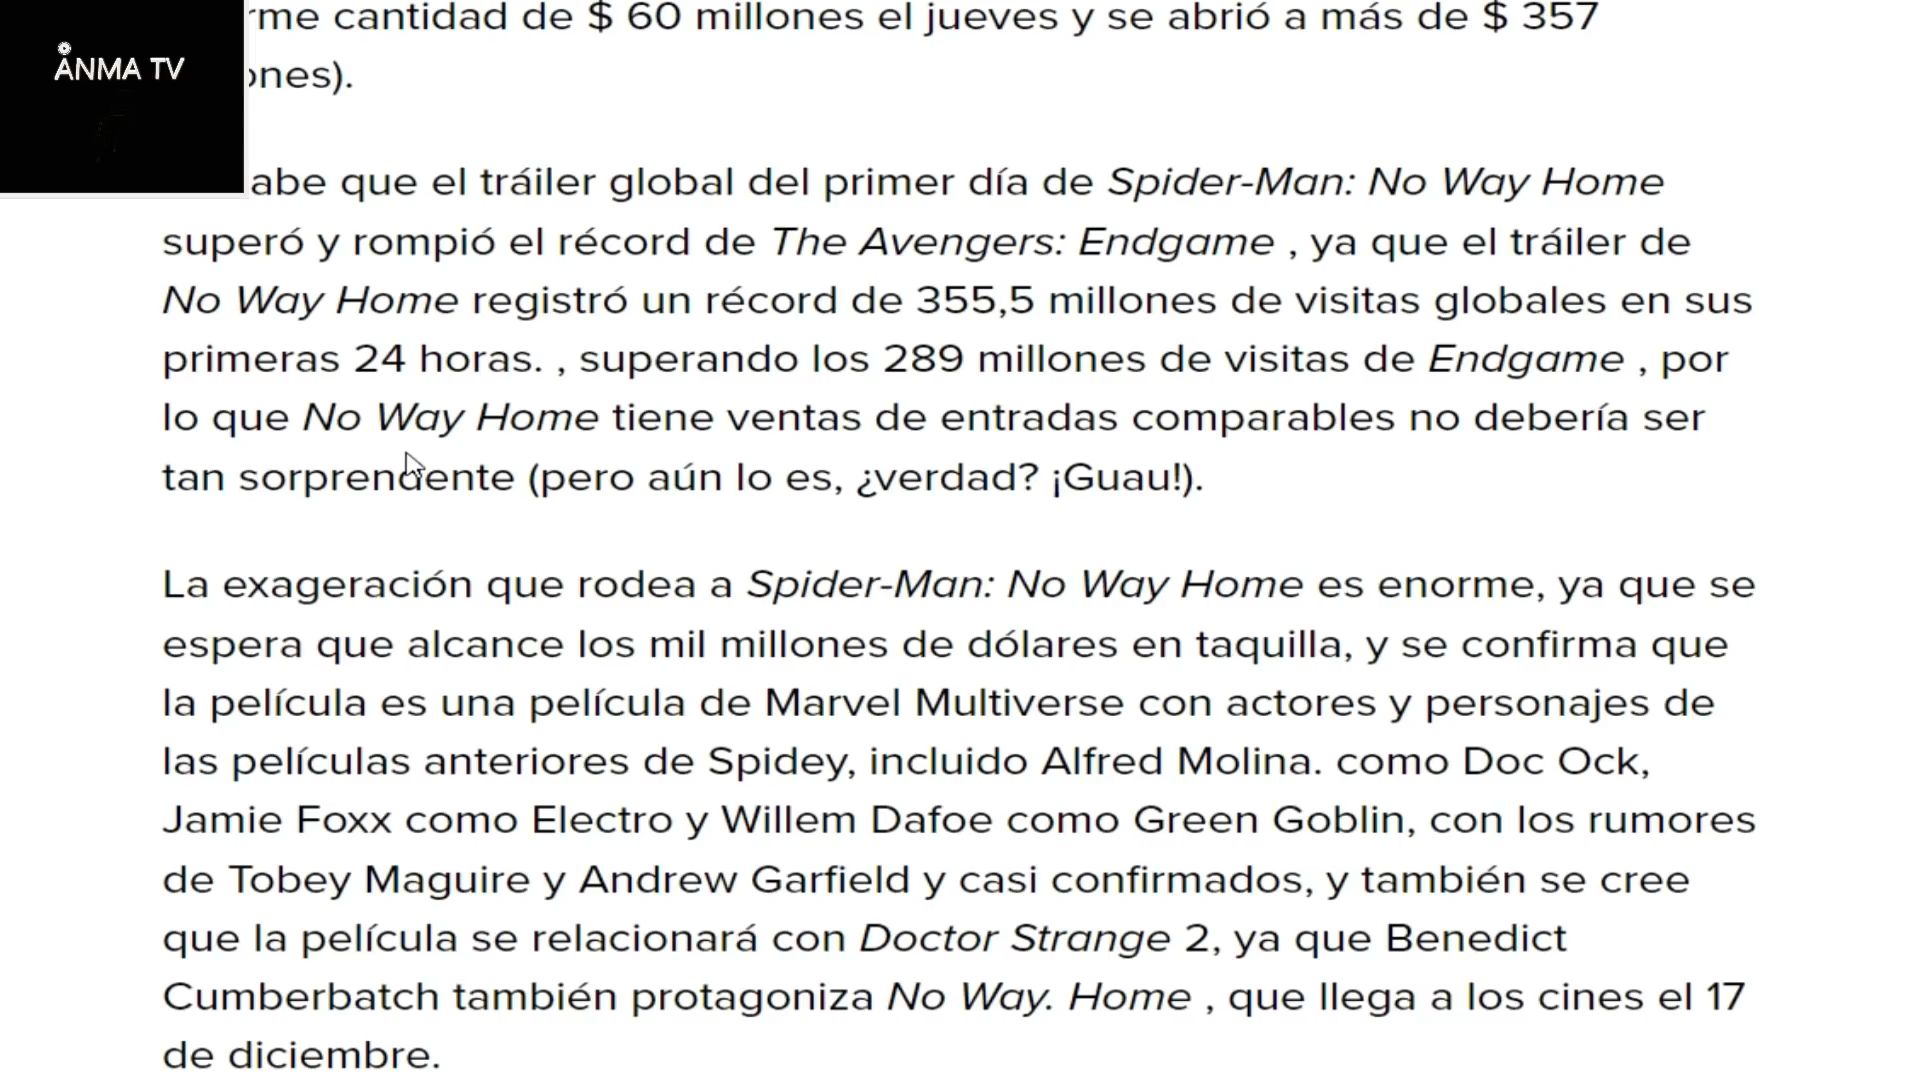 ANMA TV
rme cantidad de $ 60 millones el jueves y se abrió a más de $ 357
ones).
abe que el tráiler global del primer día de Spider-Man: No Way Home
superó y rompió el récord de The Avengers: Endgame , ya que el tráiler de
No Way Home registró un récord de 355,5 millones de visitas globales en sus
primeras 24 horas. , superando los 289 millones de visitas de Endgame , por
lo que No Way Home tiene ventas de entradas comparables no debería ser
tan sorprendente (pero aún lo es, ¿verdad? ¡Guau!).
La exageración que rodea a Spider-Man: No Way Home es enorme, ya que se
espera que alcance los mil millones de dólares en taquilla, y se confirma que
la película es una película de Marvel Multiverse con actores y personajes de
las películas anteriores de Spidey, incluido Alfred Molina. como Doc Ock,
Jamie Foxx como Electro y Willem Dafoe como Green Goblin, con los rumores
de Tobey Maguire y Andrew Garfield y casi confirmados, y también se cree
que la película se relacionará con Doctor Strange 2, ya que Benedict
Cumberbatch también protagoniza No Way. Home , que llega a los cines el 17
de diciembre.